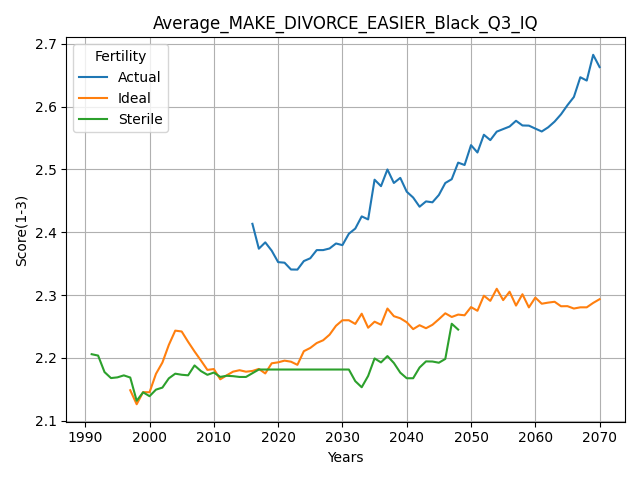 Average_MAKE_DIVORCE_EASIER_Black_Q3_IQ
Fertility
Actual
Ideal
Sterile
Score(1-3)
2.7
2.6
2.5
2.4
2.3
2.2
2.1
1990 2000 2010 2020 2030 2040 2050 2060 2070
Years